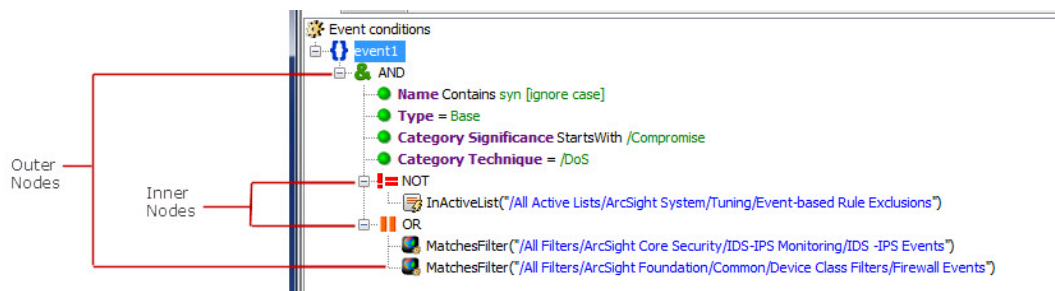 Event conditions
event1
& AND
Name Contains syn [ignore case]
Type = Base
Category Significance StartsWith /Compromise
Category Technique = /DoS
!= NOT
InActiveList("/All Active Lists/ArcSight System/Tuning/Event-based Rule Exclusions")
OR
MatchesFilter("/All Filters/ArcSight Core Security/IDS-IPS Monitoring/IDS -IPS Events")
MatchesFilter("/All Filters/ArcSight Foundation/Common/Device Class Filters/Firewall Events")
Outer
Nodes
Inner
Nodes